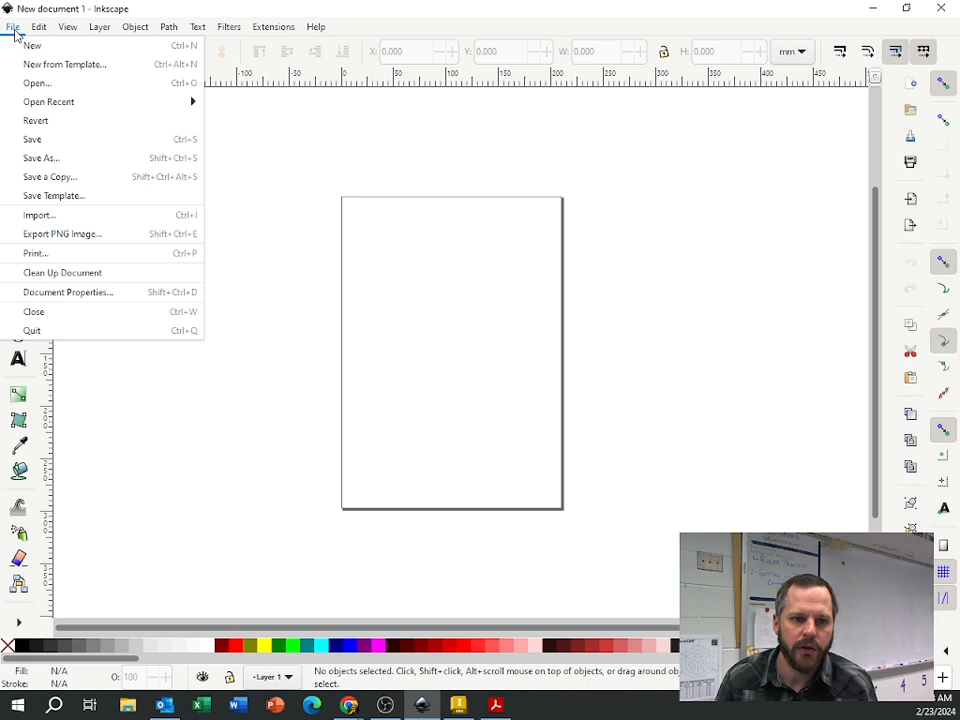 New document 1 - Inkscape
File Edit View Layer Object Path Text Filters Extensions Help
New Ctrl+N
New from Template... Ctrl+Alt+N
Open... Ctrl+O
Open Recent
Revert
Save Ctrl+S
Save As... Shift+Ctrl+S
Save a Copy... Shift+Ctrl+Alt+S
Save Template...
Import... Ctrl+I
Export PNG Image... Shift+Ctrl+E
Print... Ctrl+P
Clean Up Document
Document Properties... Shift+Ctrl+D
Close Ctrl+W
Quit Ctrl+Q
X: 0.000 Y: 0.000 W: 0.000 H: 0.000 mm
-100 -50 0 50 100 150 200 250 300 350 400 450
150
200
250
300
350
Fill: N/A
Stroke: N/A
O: 100
Layer 1
No objects selected. Click, Shift+click, Alt+scroll mouse on top of objects, or drag around ob
select.
AM
2/23/2024